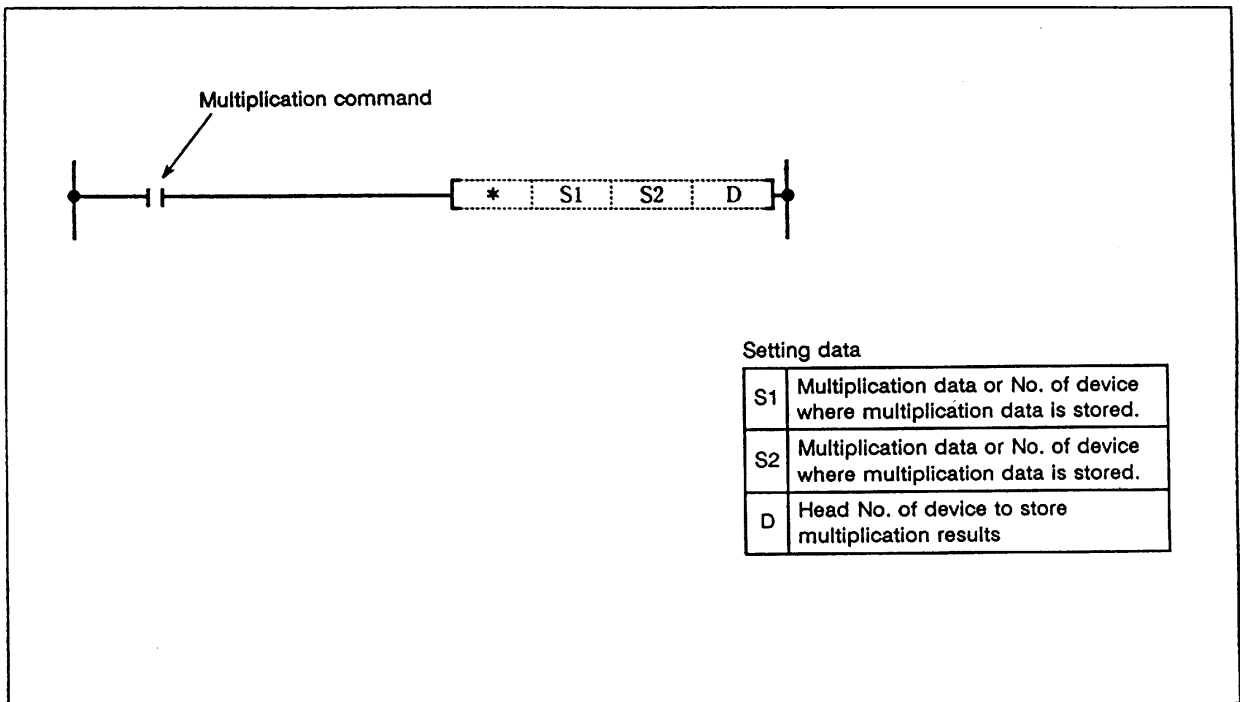 Multiplication command
* S1 S2 D
Setting data
S1 Multiplication data or No. of device
where multiplication data is stored.
S2 Multiplication data or No. of device
where multiplication data is stored.
D Head No. of device to store
multiplication results